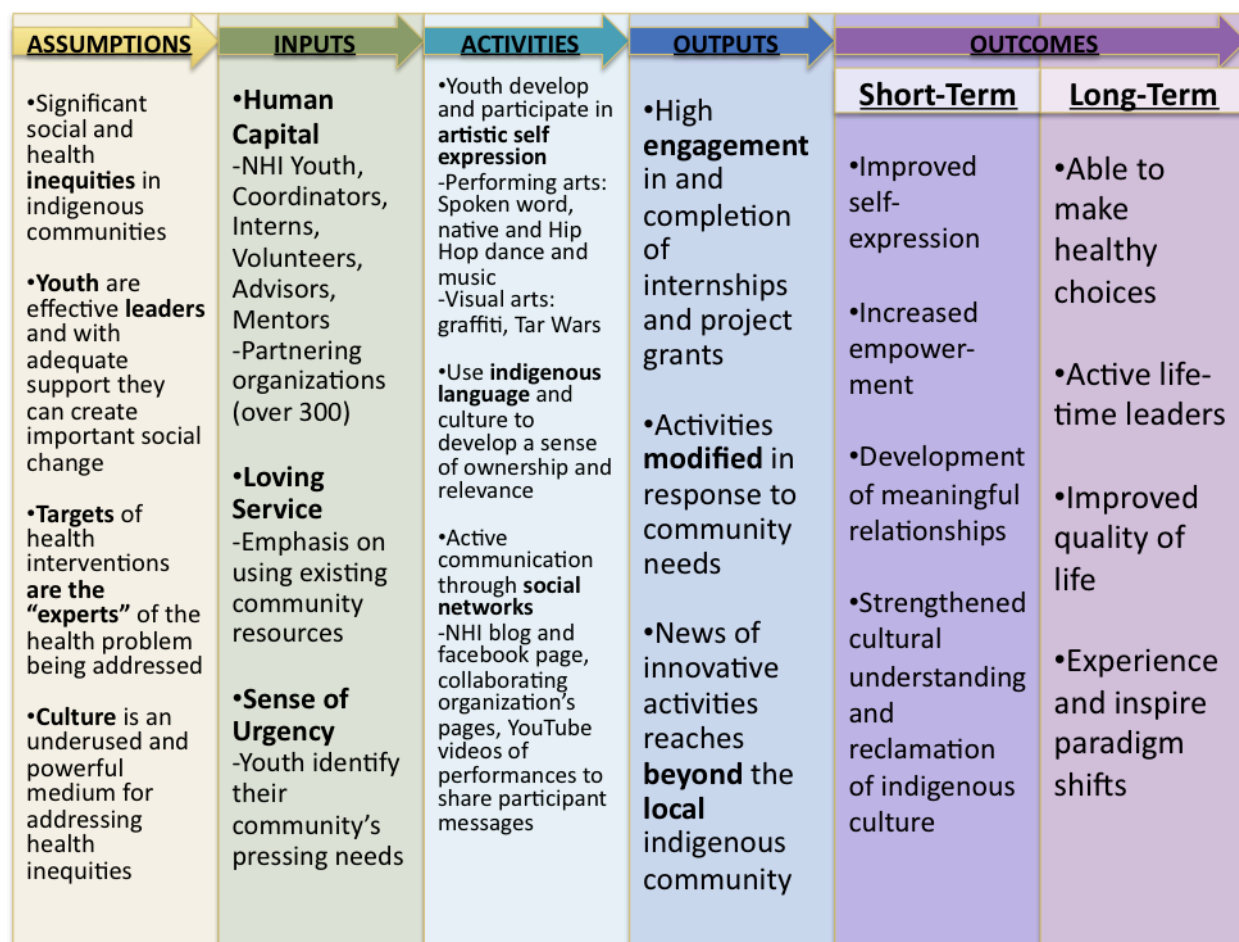 ASSUMPTIONS
•Significant
social and
health
inequities in
indigenous
communities
•Youth are
effective leaders
and with
adequate
support they
can create
important social
change
•Targets of
health
interventions
are the
“experts” of the
health problem
being addressed
•Culture is an
underused and
powerful
medium for
addressing
health
inequities
INPUTS
•Human
Capital
-NHI Youth,
Coordinators,
Interns,
Volunteers,
Advisors,
Mentors
-Partnering
organizations
(over 300)
•Loving
Service
-Emphasis on
using existing
community
resources
•Sense of
Urgency
-Youth identify
their
community’s
pressing needs
ACTIVITIES
•Youth develop
and participate in
artistic self
expression
-Performing arts:
Spoken word,
native and Hip
Hop dance and
music
-Visual arts:
graffiti, Tar Wars
•Use indigenous
language and
culture to
develop a sense
of ownership and
relevance
•Active
communication
through social
networks
-NHI blog and
facebook page,
collaborating
organization’s
pages, YouTube
videos of
performances to
share participant
messages
OUTPUTS
•High
engagement
in and
completion
of
internships
and project
grants
•Activities
modified in
response to
community
needs
•News of
innovative
activities
reaches
beyond the
local
indigenous
community
OUTCOMES
Short-Term
•Improved
self-
expression
•Increased
empower-
ment
•Development
of meaningful
relationships
•Strengthened
cultural
understanding
and
reclamation
of indigenous
culture
Long-Term
•Able to
make
healthy
choices
•Active life-
time leaders
•Improved
quality of
life
•Experience
and inspire
paradigm
shifts